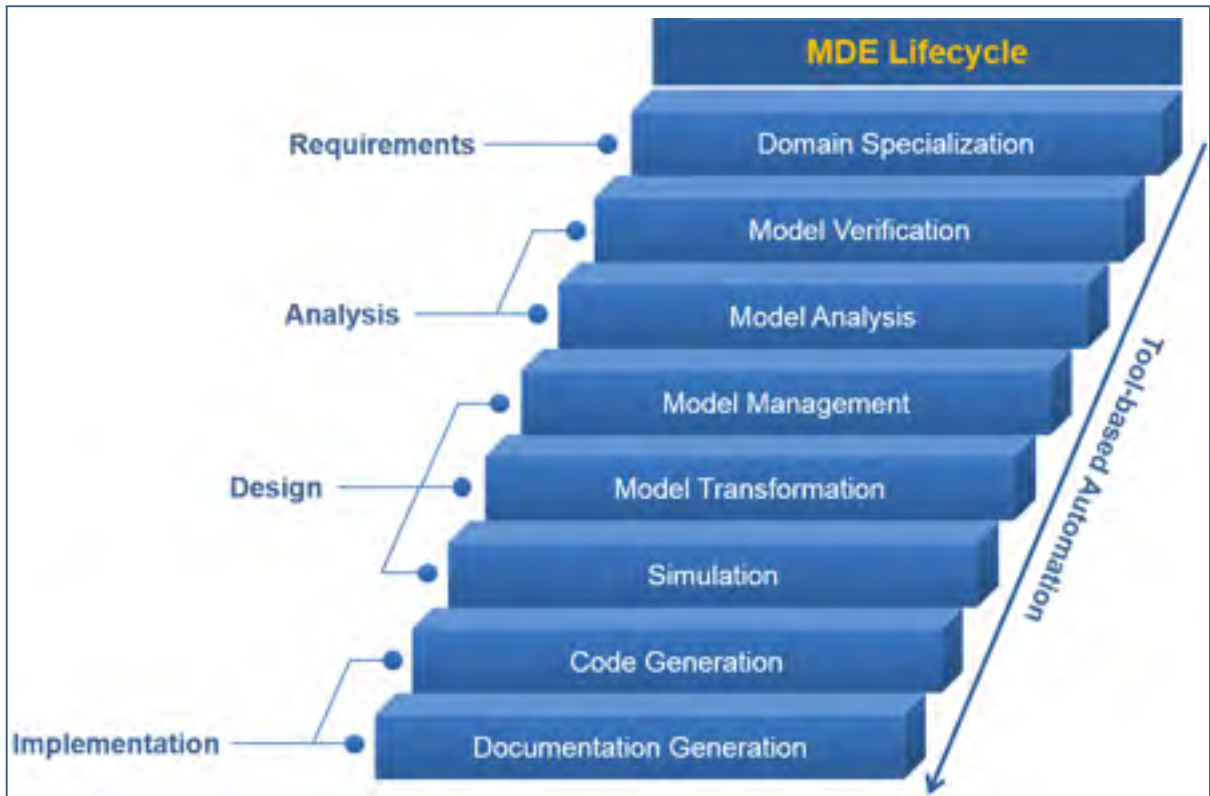 MDE Lifecycle
Requirements
Domain Specialization
Model Verification
Analysis
Model Analysis
Model Management
Design
Model Transformation
Simulation
Code Generation
Implementation
Documentation Generation
Tool-based Automation